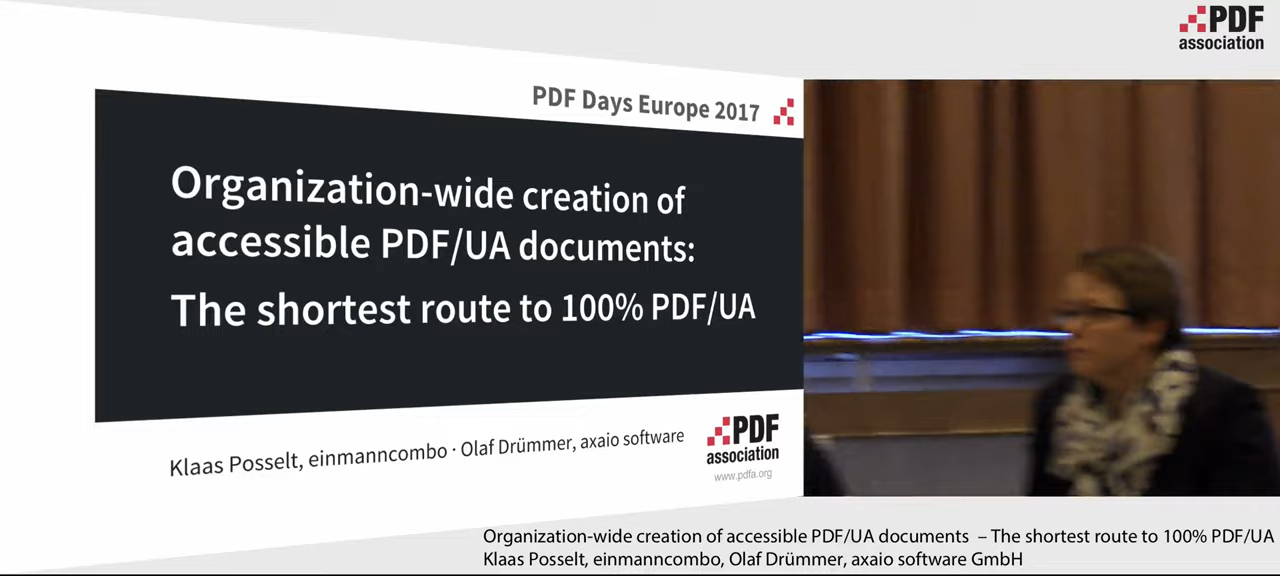 PDF
association
PDF Days Europe 2017
Organization-wide creation of
accessible PDF/UA documents:
The shortest route to 100% PDF/UA
Klaas Posselt, einmanncombo · Olaf Drümmer, axaio software
PDF
association
www.pdfa.org
Organization-wide creation of accessible PDF/UA documents – The shortest route to 100% PDF/UA
Klaas Posselt, einmanncombo, Olaf Drümmer, axaio software GmbH